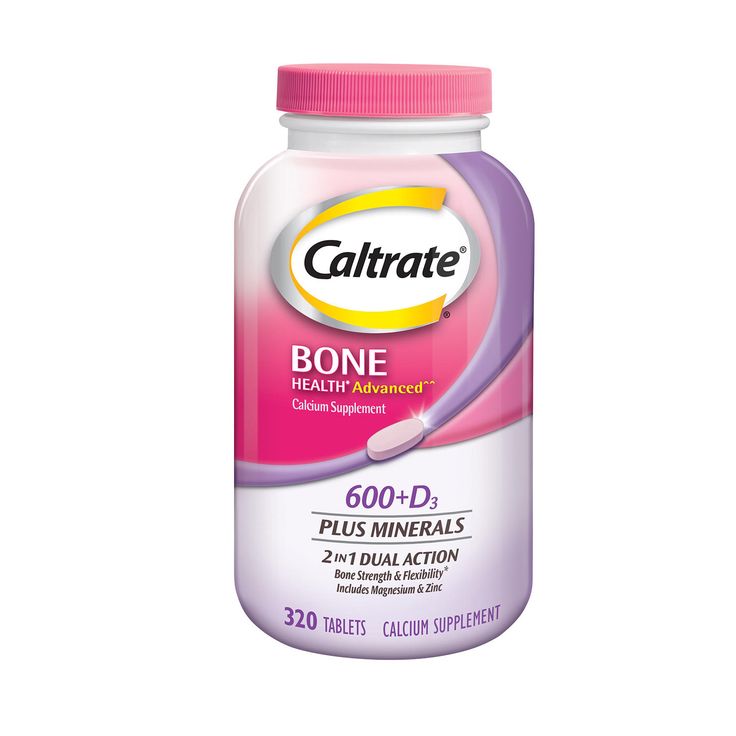 Caltrate®
®
BONE
HEALTH* Advanced^^
Calcium Supplement
600+D3
PLUS MINERALS
2 IN 1 DUAL ACTION
Bone Strength & Flexibility*
Includes Magnesium & Zinc
320 TABLETS CALCIUM SUPPLEMENT